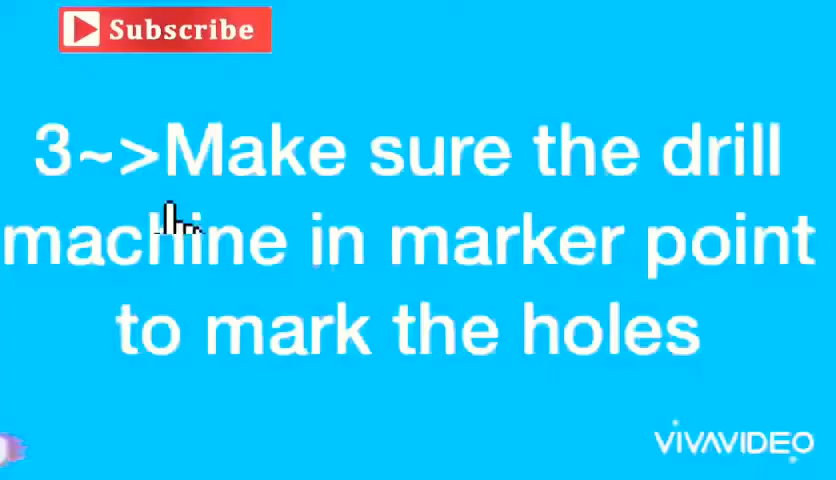 Subscribe
3~>Make sure the drill
machine in marker point
to mark the holes
VIVAVIDEO